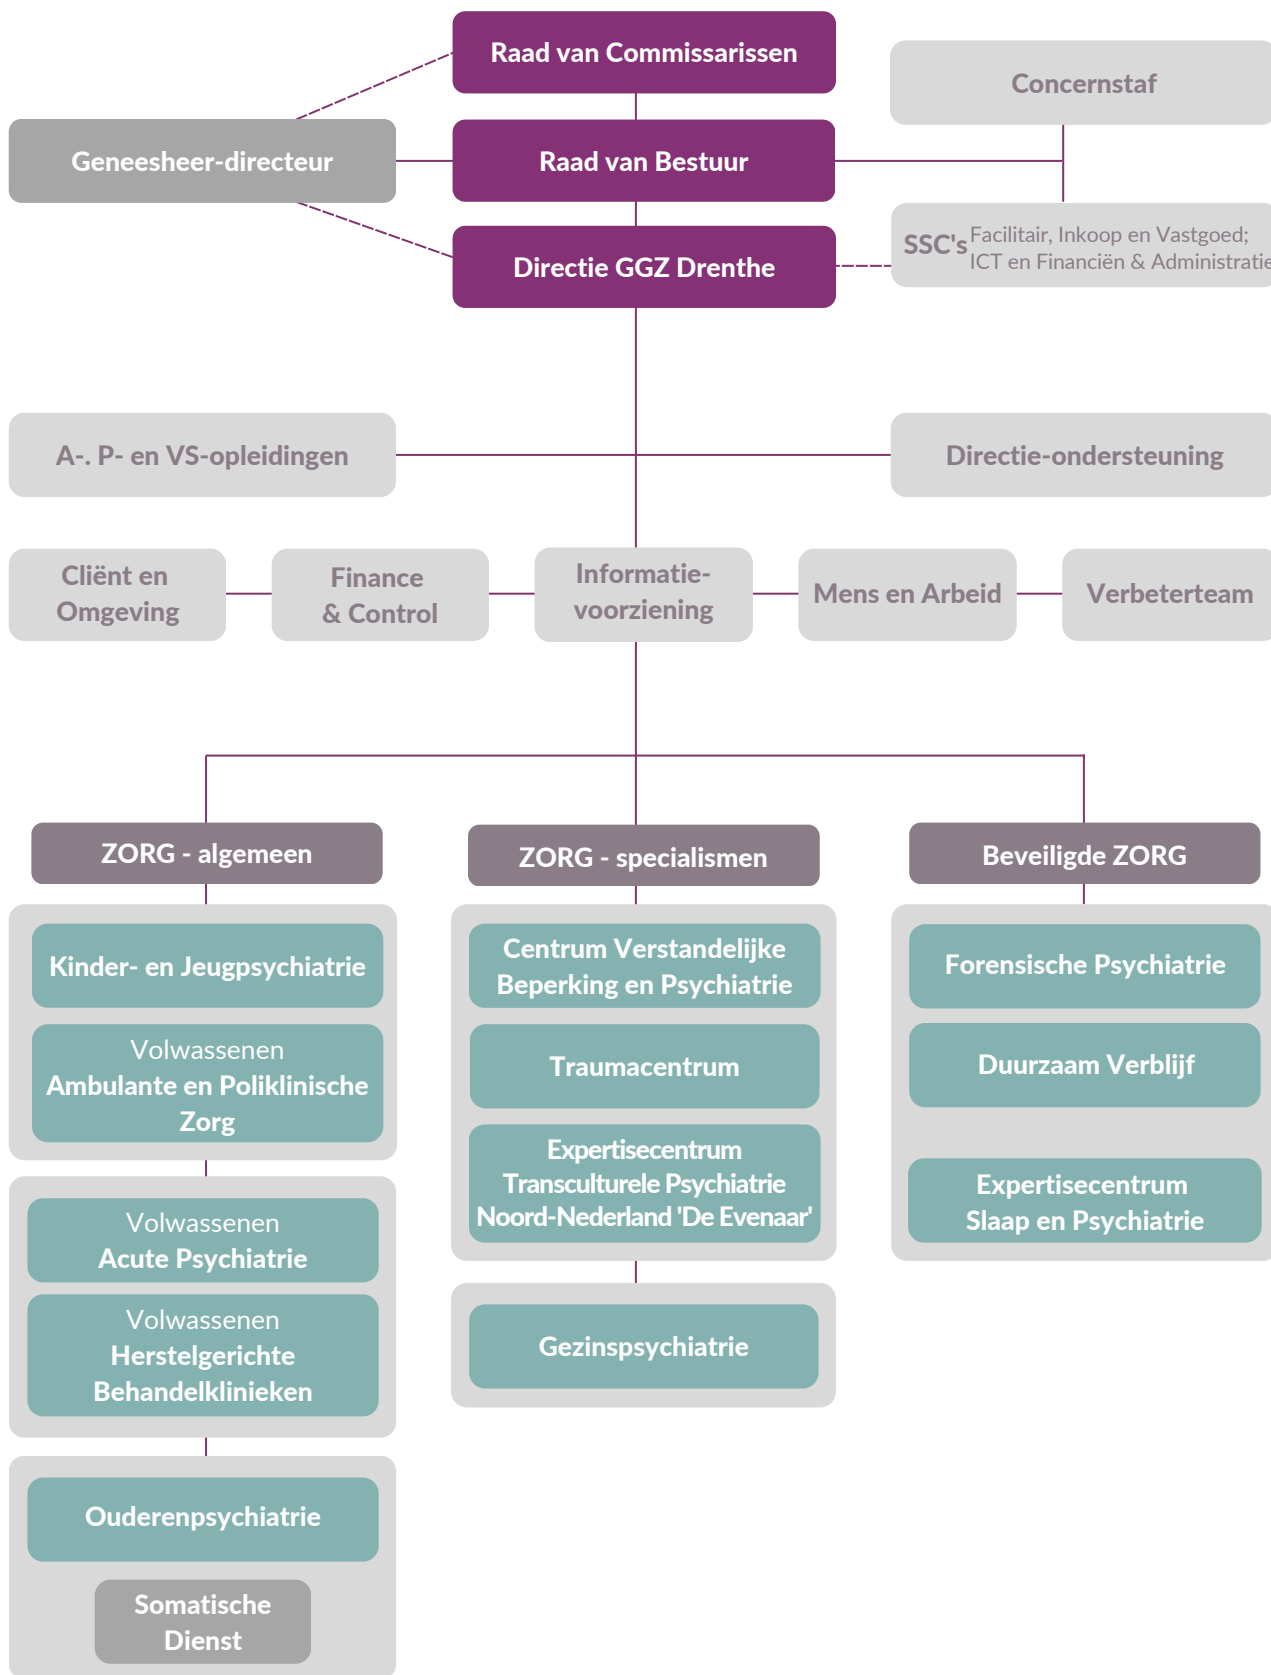 Raad van Commissarissen
Concernstaf
Geneesheer-directeur
Raad van Bestuur
SSC's
Facilitair, Inkoop en Vastgoed;
ICT en Financiën & Administratie
Directie GGZ Drenthe
A-. P- en VS-opleidingen
Directie-ondersteuning
Cliënt en
Omgeving
Finance
& Control
Informatie-
voorziening
Mens en Arbeid
Verbeterteam
ZORG - algemeen
Kinder- en Jeugpsychiatrie
Volwassenen
Ambulante en Poliklinische
Zorg
Volwassenen
Acute Psychiatrie
Volwassenen
Herstelgerichte
Behandelklinieken
Ouderenpsychiatrie
Somatische
Dienst
ZORG - specialismen
Centrum Verstandelijke
Beperking en Psychiatrie
Traumacentrum
Expertisecentrum
Transculturele Psychiatrie
Noord-Nederland 'De Evenaar'
Gezinspsychiatrie
Beveiligde ZORG
Forensische Psychiatrie
Duurzaam Verblijf
Expertisecentrum
Slaap en Psychiatrie